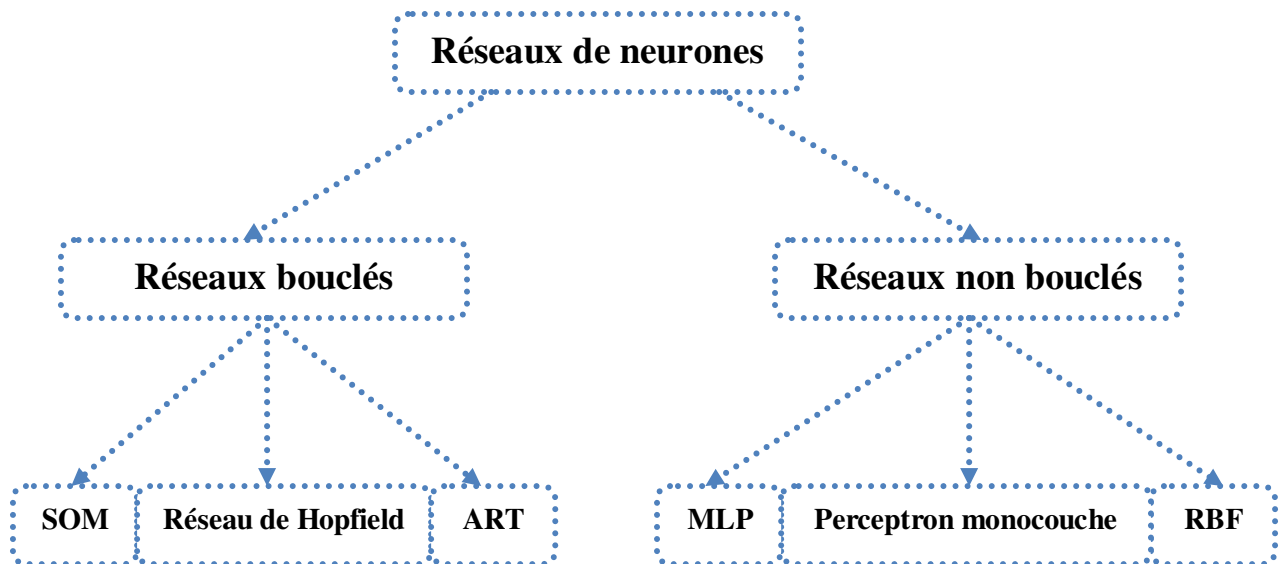 Réseaux de neurones
Réseaux bouclés
Réseaux non bouclés
SOM
Réseau de Hopfield
ART
MLP
Perceptron monocouche
RBF